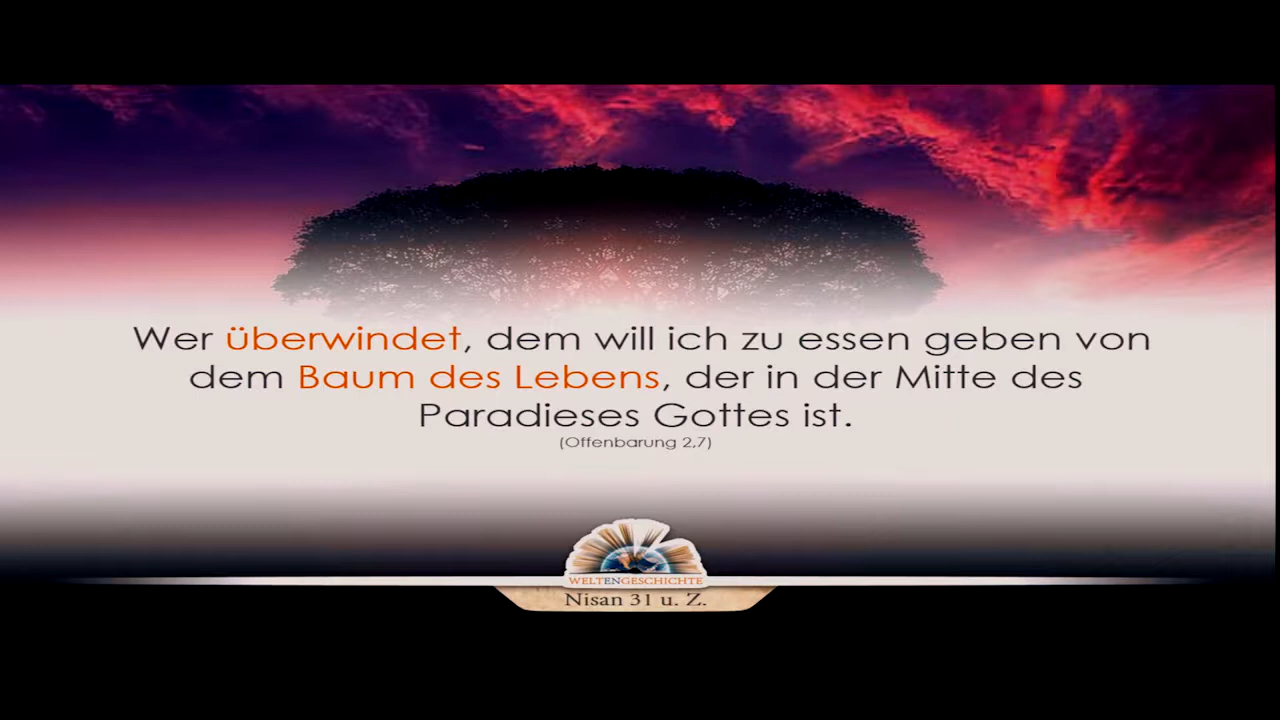 Wer überwindet, dem will ich zu essen geben von
dem Baum des Lebens, der in der Mitte des
Paradieses Gottes ist.
(Offenbarung 2,7)
WELTENGESCHICHTE
Nisan 31 u. Z.